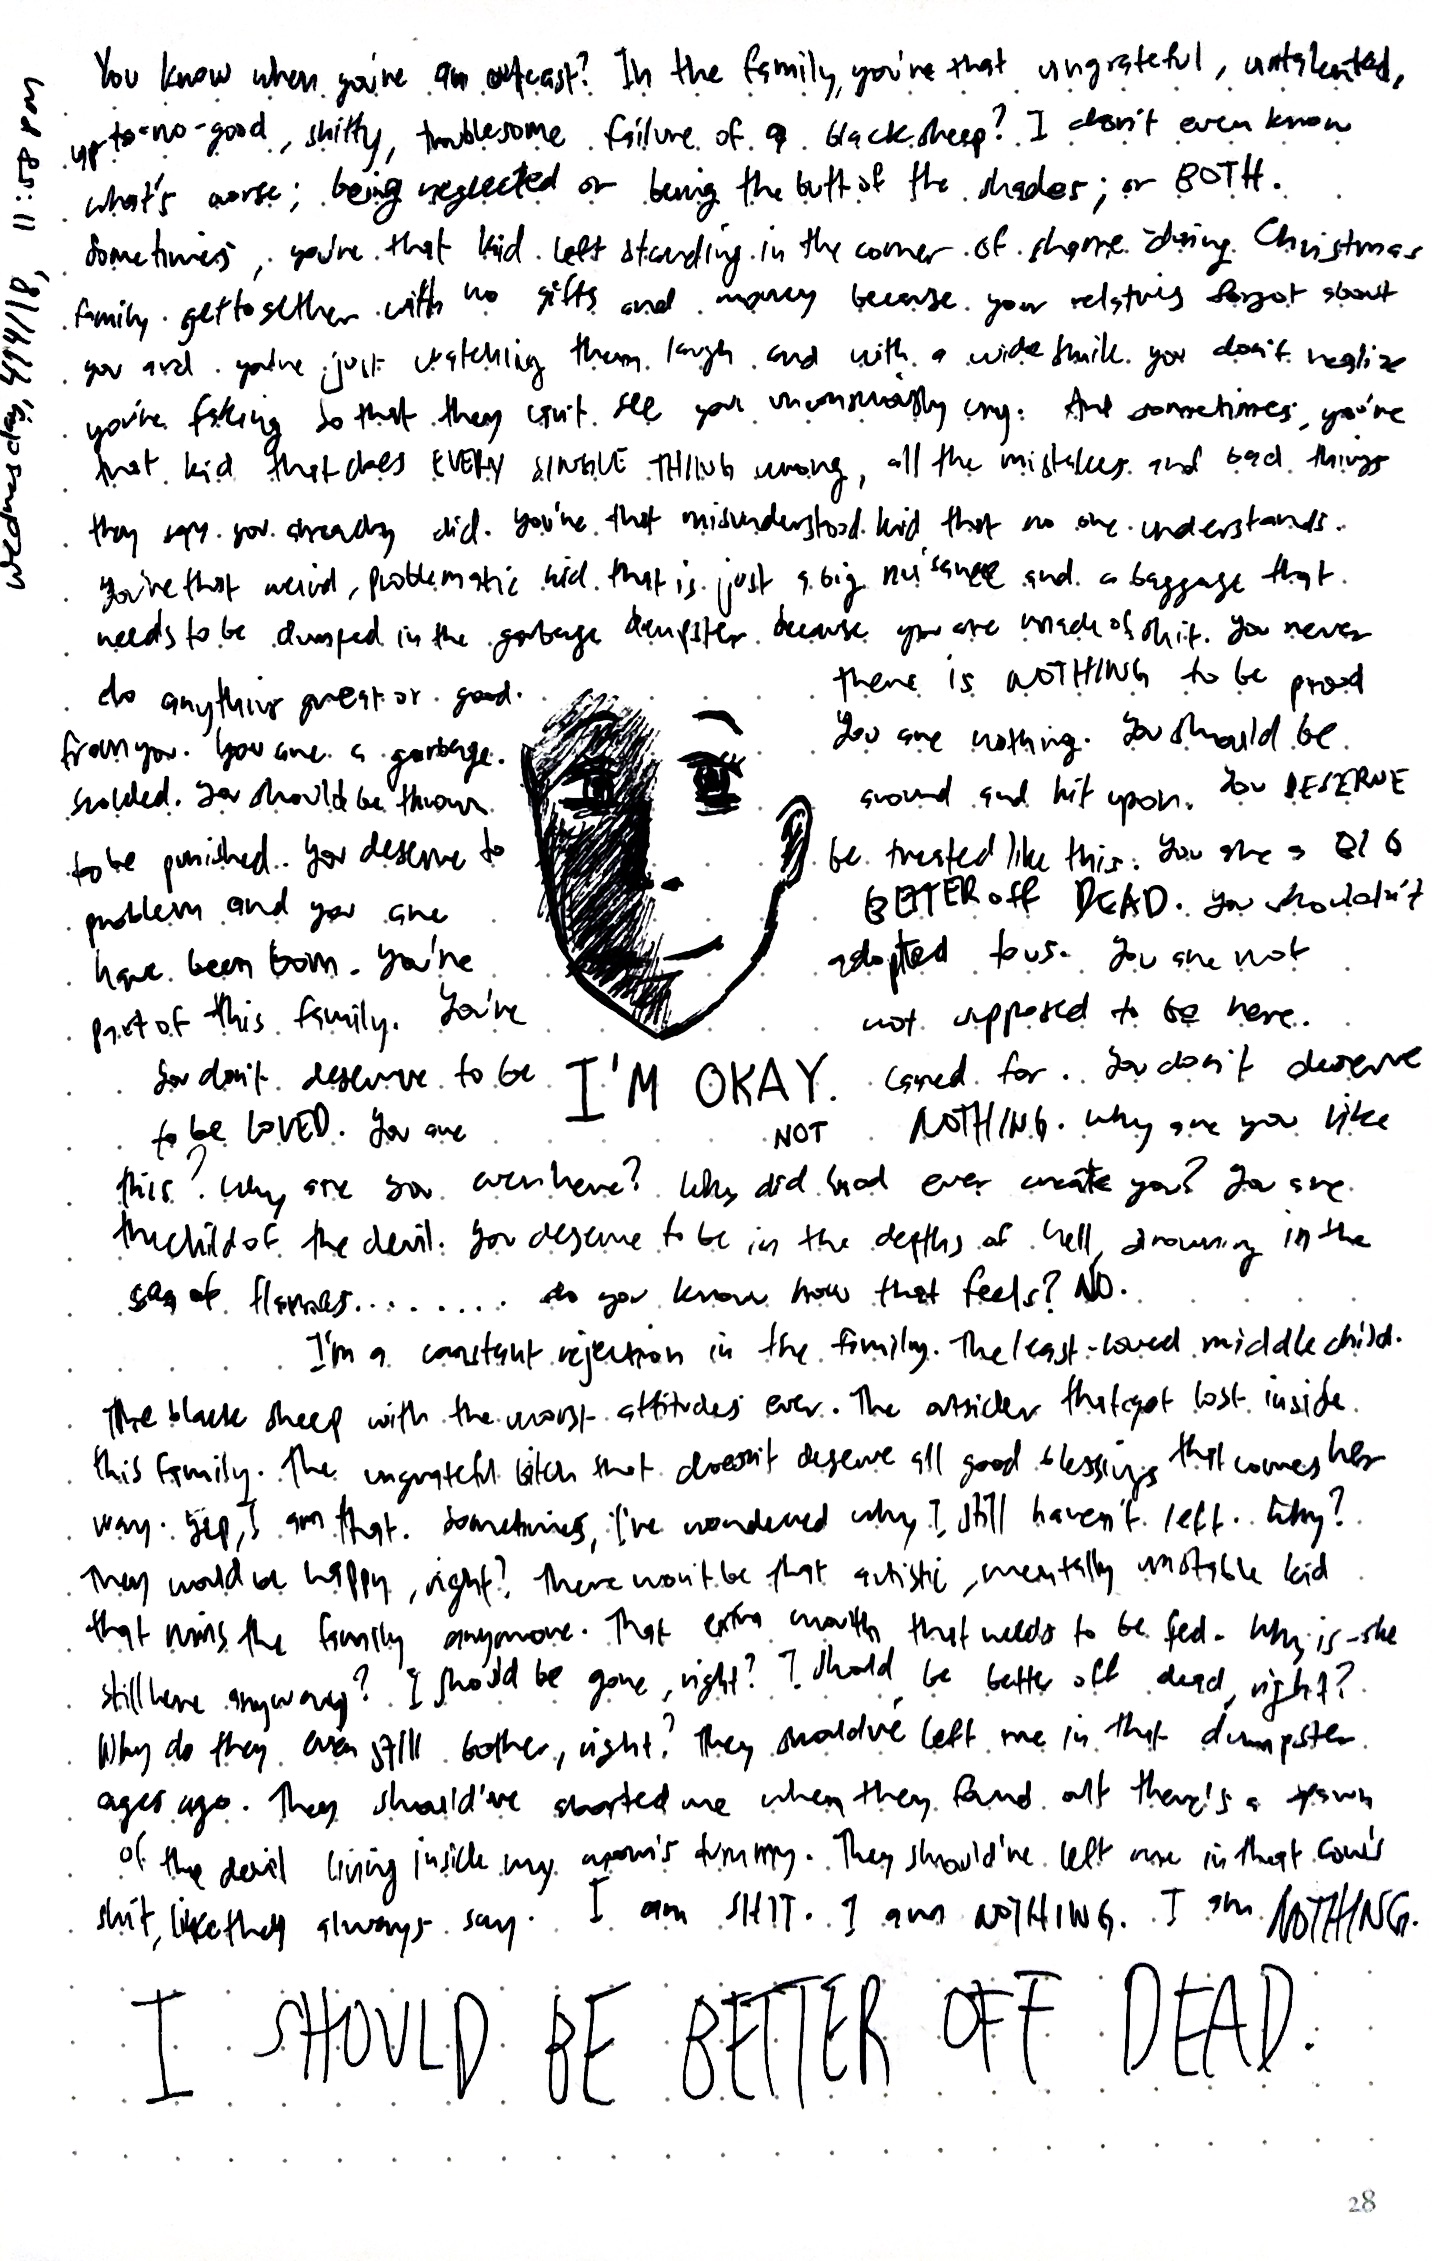 wednesday, 4/4/18, 11:58 PM
You know when you're an outcast? In the family, you're that ungrateful, untalented,
up-to-no-good, shitty, troublesome failure of a black sheep? I don't even know
what's worse; being neglected or being the butt of the shades; or BOTH.
Sometimes, you're that kid left standing in the corner of shame during Christmas
family get together with no gifts and money because your relatives forgot about
you and you're just watching them laugh and with a wide smile you don't realize
you're faking so that they can't see you unconsciously cry. And sometimes, you're
that kid that does EVERY SINGLE THING wrong, all the mistakes and bad things
they say you already did. You're that misunderstood kid that no one understands.
You're that weird, problematic kid that is just a big nuisance and a baggage that
needs to be dumped in the garbage dumpster because you are made of shit. You never
do anything great or good. there is NOTHING to be proud
from you. You are a garbage. You are nothing. You should be
scolded. You should be thrown around and hit upon. You DESERVE
to be punished. You deserve to be treated like this. You are a BIG
problem and you are BETTER off DEAD. You shouldn't
have been born. You're adopted to us. You are not
part of this family. You're not supposed to be here.
You don't deserve to be cared for. You don't deserve
I'M OKAY.
to be LOVED. You are NOTHING. Why are you like
NOT
this? Why are you even here? Why did God ever create you? You are
the child of the devil. You deserve to be in the depths of hell, drowning in the
sea of flames........ do you know how that feels? NO.
I'm a constant rejection in the family. The least-loved middle child.
The black sheep with the worst attitudes ever. The outsider that got lost inside
this family. The ungrateful bitch that doesn't deserve all good blessings that comes her
way. Yep, I am that. Sometimes, I've wondered why I still haven't left. Why?
They would be happy, right? There won't be that autistic, mentally unstable kid
that ruins the family anymore. That extra mouth that needs to be fed. Why is she
still here anyway? I should be gone, right? I should be better off dead, right?
Why do they even still bother, right? They should've left me in that dumpster
ages ago. They should've aborted me when they found out there's a spawn
of the devil living inside my mom's tummy. They should've left me in that cow's
shit, like they always say. I am SHIT. I am NOTHING. I am NOTHING.
I SHOULD BE BETTER OFF DEAD.
28